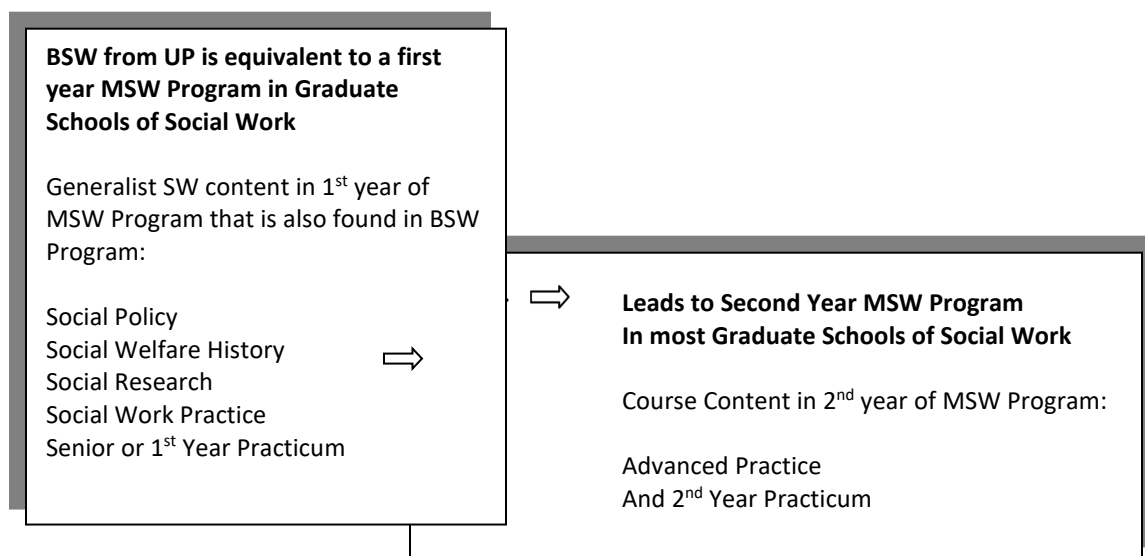 BSW from UP is equivalent to a first
year MSW Program in Graduate
Schools of Social Work
Generalist SW content in 1st year of
MSW Program that is also found in BSW
Program:
Social Policy
Social Welfare History
Social Research
Social Work Practice
Senior or 1st Year Practicum
Leads to Second Year MSW Program
In most Graduate Schools of Social Work
Course Content in 2nd year of MSW Program:
Advanced Practice
And 2nd Year Practicum